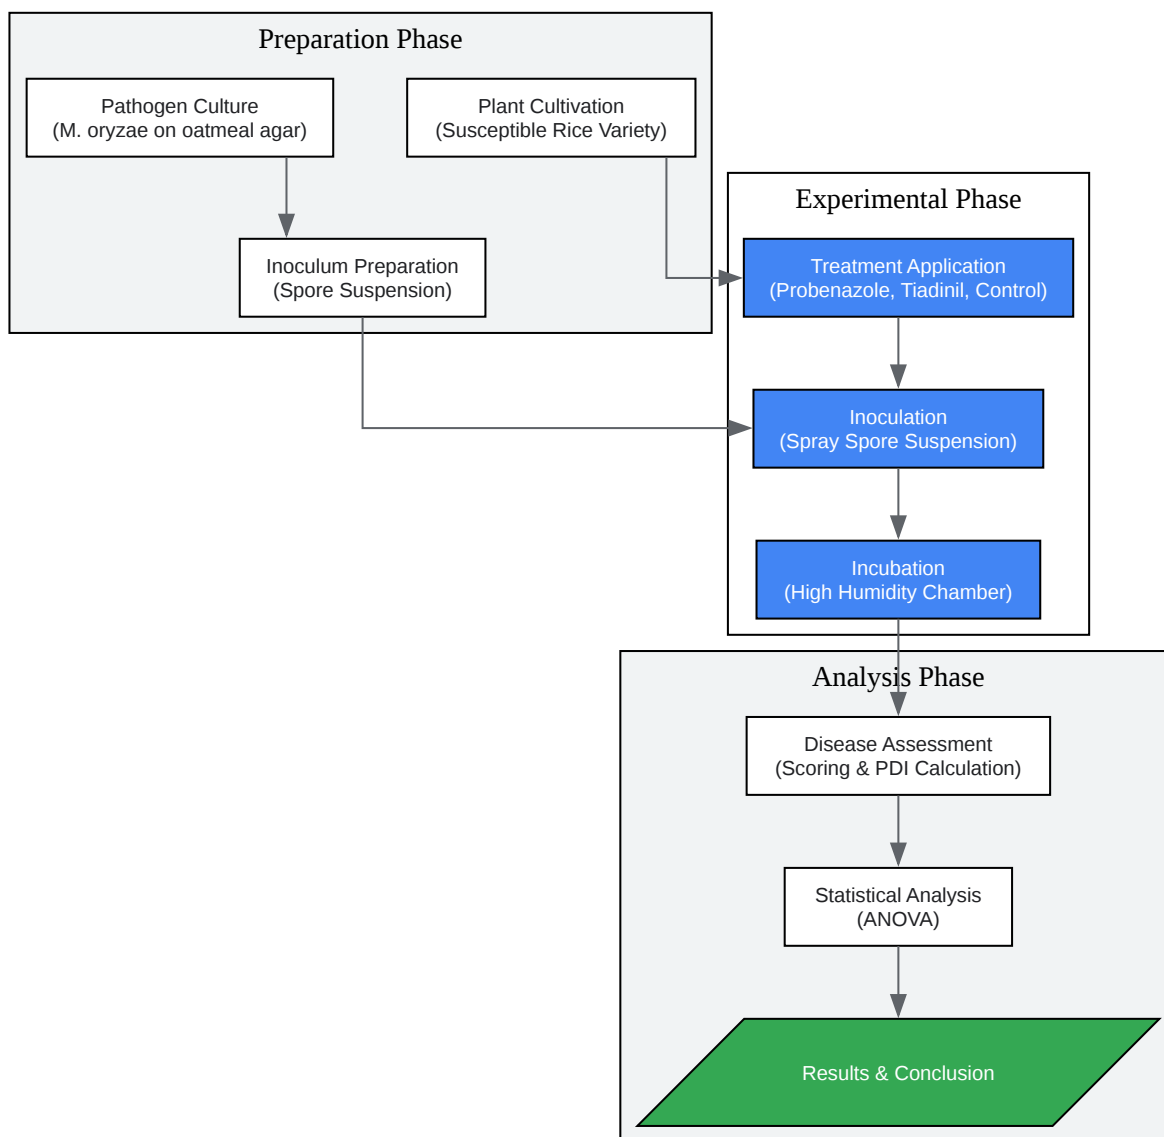 Preparation Phase
Pathogen Culture
(M. oryzae on oatmeal agar)
Plant Cultivation
(Susceptible Rice Variety)
Inoculum Preparation
(Spore Suspension)
Experimental Phase
Treatment Application
(Probenazole, Tiadinil, Control)
Inoculation
(Spray Spore Suspension)
Incubation
(High Humidity Chamber)
Analysis Phase
Disease Assessment
(Scoring & PDI Calculation)
Statistical Analysis
(ANOVA)
Results & Conclusion